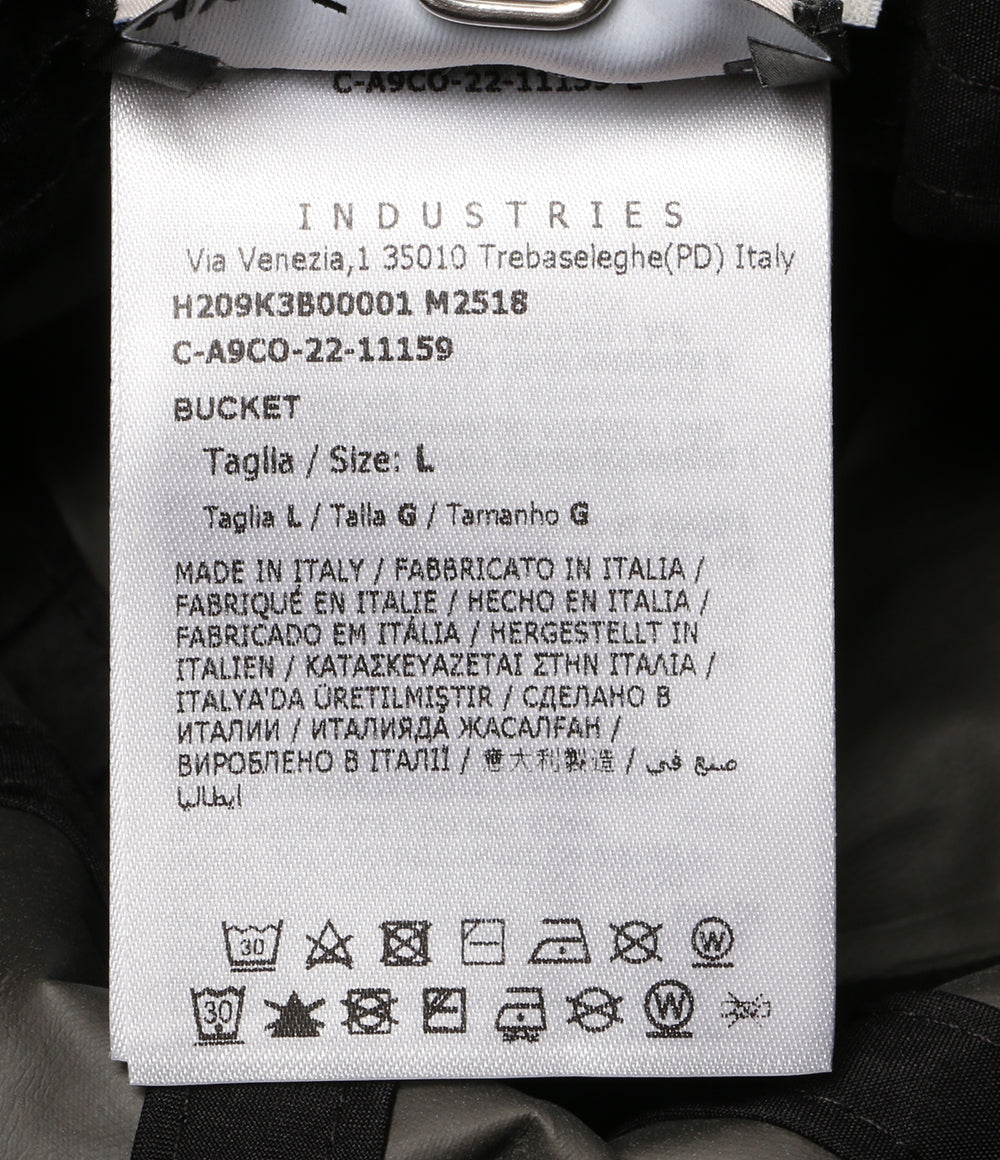 C-A9CO-22-11159
INDUSTRIES
Via Venezia,1 35010 Trebaseleghe(PD) Italy
H209K3B00001 M2518
C-A9CO-22-11159
BUCKET
Taglia / Size: L
Taglia L / Talla G / Tamanho G
MADE IN ITALY / FABBRICATO IN ITALIA /
FABRIQUÉ EN ITALIE / HECHO EN ITALIA /
FABRICADO EM ITÁLIA / HERGESTELLT IN
ITALIEN / ΚΑΤΑΣΚΕΥΑΖΕΤΑΙ ΣΤΗΝ ΙΤΑΛΙΑ /
ITALYA'DA ÜRETILMIŞTIR / СДЕЛАНО В
ИТАЛИИ / ИТАЛИЯДА ЖАСАЛҒАН /
ВИРОБЛЕНО В ІТАЛІЇ / 意大利製造 / صنع في
ايطاليا
30 W
30 W